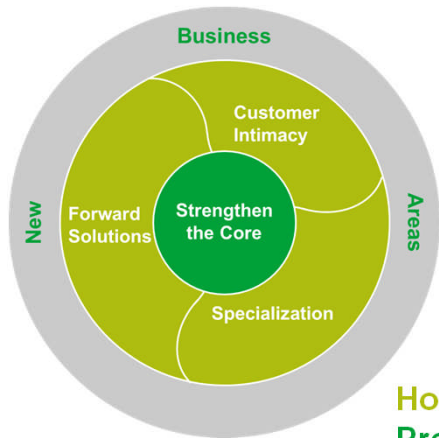 Business
Customer
Intimacy
New
Forward
Solutions
Strengthen
the Core
Areas
Specialization
Ho